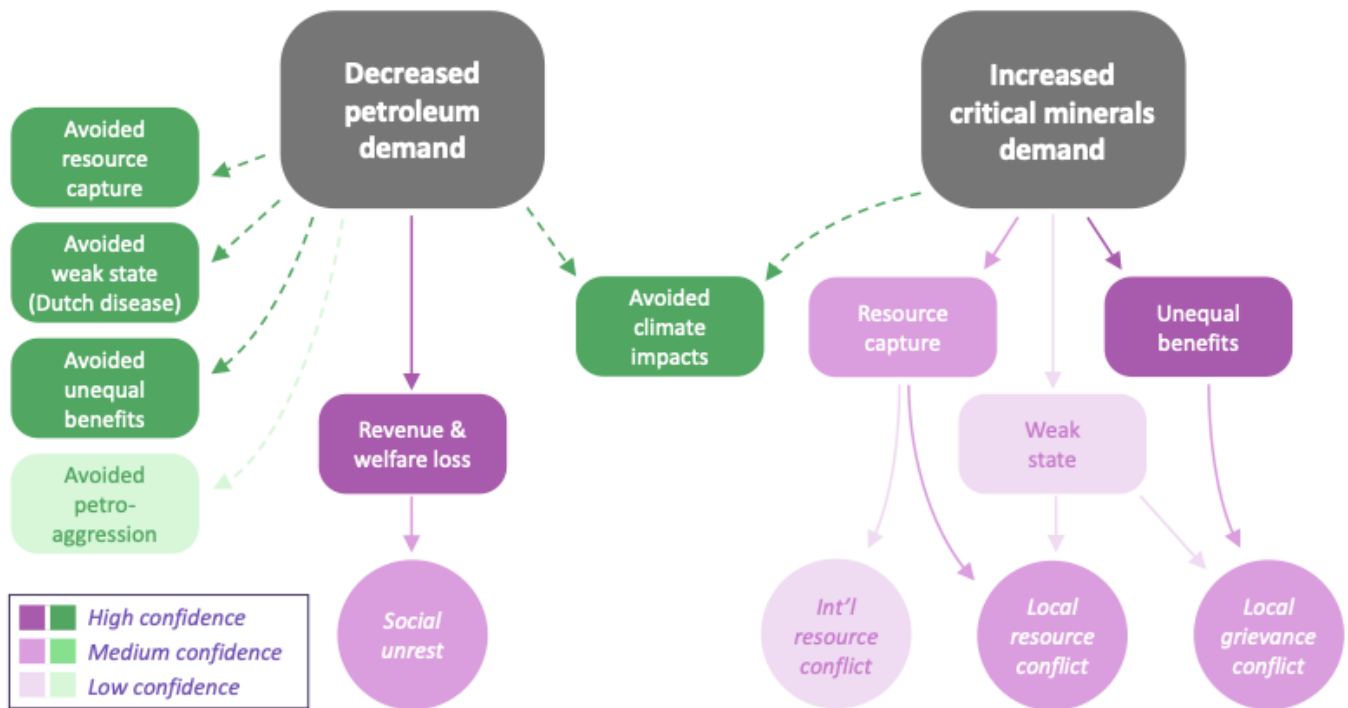 Decreased
petroleum
demand
Increased
critical minerals
demand
Avoided
resource
capture
Avoided
weak state
(Dutch disease)
Avoided
unequal
benefits
Avoided
petro-
aggression
Revenue &
welfare loss
Social
unrest
Avoided
climate
impacts
Resource
capture
Unequal
benefits
Weak
state
Int'l
resource
conflict
Local
resource
conflict
Local
grievance
conflict
High confidence
Medium confidence
Low confidence